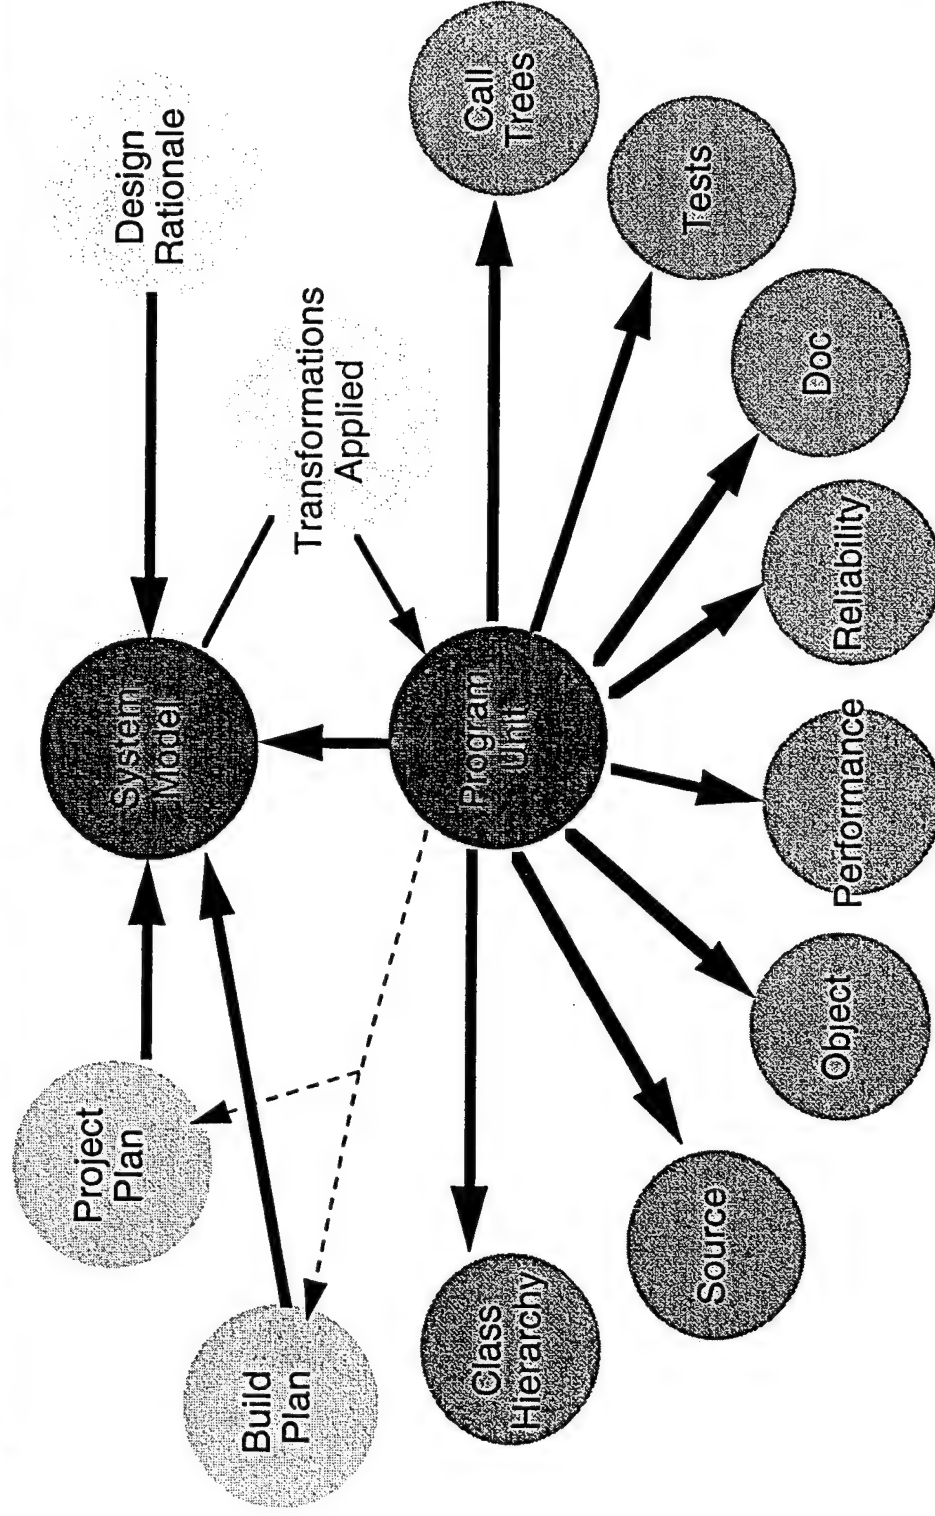 Project
Plan
System
Model
Design
Rationale
Build
Plan
Transformations
Applied
Program
Unit
Class
Hierarchy
Call
Trees
Source
Tests
Object
Performance
Reliability
Doc